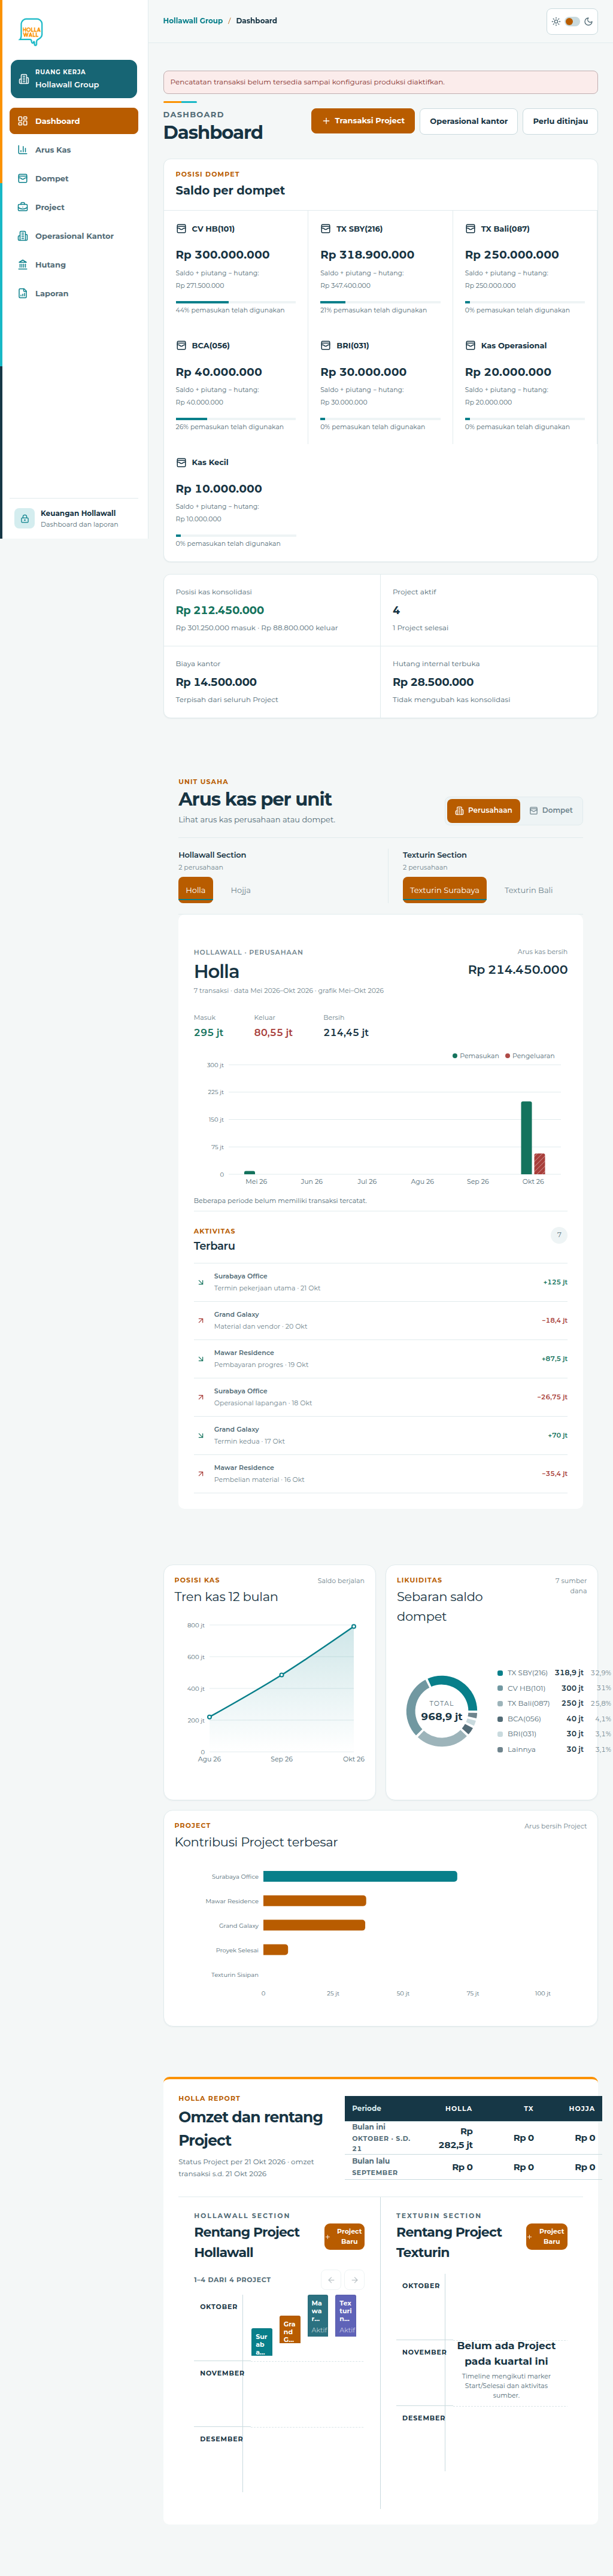 HOLLA
WALL
RUANG KERJA
Hollawall Group
Dashboard
Arus Kas
Dompet
Project
Operasional Kantor
Hutang
Laporan
Keuangan Hollawall
Dashboard dan laporan
Hollawall Group / Dashboard
Pencatatan transaksi belum tersedia sampai konfigurasi produksi diaktifkan.
DASHBOARD
Dashboard
+ Transaksi Project
Operasional kantor
Perlu ditinjau
POSISI DOMPET
Saldo per dompet
CV HB(101)
Rp 300.000.000
Saldo + piutang − hutang:
Rp 271.500.000
44% pemasukan telah digunakan
TX SBY(216)
Rp 318.900.000
Saldo + piutang − hutang:
Rp 347.400.000
21% pemasukan telah digunakan
TX Bali(087)
Rp 250.000.000
Saldo + piutang − hutang:
Rp 250.000.000
0% pemasukan telah digunakan
BCA(056)
Rp 40.000.000
Saldo + piutang − hutang:
Rp 40.000.000
26% pemasukan telah digunakan
BRI(031)
Rp 30.000.000
Saldo + piutang − hutang:
Rp 30.000.000
0% pemasukan telah digunakan
Kas Operasional
Rp 20.000.000
Saldo + piutang − hutang:
Rp 20.000.000
0% pemasukan telah digunakan
Kas Kecil
Rp 10.000.000
Saldo + piutang − hutang:
Rp 10.000.000
0% pemasukan telah digunakan
Posisi kas konsolidasi
Rp 212.450.000
Rp 301.250.000 masuk · Rp 88.800.000 keluar
Project aktif
4
1 Project selesai
Biaya kantor
Rp 14.500.000
Terpisah dari seluruh Project
Hutang internal terbuka
Rp 28.500.000
Tidak mengubah kas konsolidasi
UNIT USAHA
Arus kas per unit
Lihat arus kas perusahaan atau dompet.
Perusahaan
Dompet
Hollawall Section
2 perusahaan
Holla
Hojja
Texturin Section
2 perusahaan
Texturin Surabaya
Texturin Bali
HOLLAWALL · PERUSAHAAN
Holla
7 transaksi · data Mei 2026–Okt 2026 · grafik Mei–Okt 2026
Arus kas bersih
Rp 214.450.000
Masuk
295 jt
Keluar
80,55 jt
Bersih
214,45 jt
Pemasukan
Pengeluaran
300 jt
225 jt
150 jt
75 jt
0
Mei 26
Jun 26
Jul 26
Agu 26
Sep 26
Okt 26
Beberapa periode belum memiliki transaksi tercatat.
AKTIVITAS
Terbaru
7
Surabaya Office
Termin pekerjaan utama · 21 Okt
+125 jt
Grand Galaxy
Material dan vendor · 20 Okt
−18,4 jt
Mawar Residence
Pembayaran progres · 19 Okt
+87,5 jt
Surabaya Office
Operasional lapangan · 18 Okt
−26,75 jt
Grand Galaxy
Termin kedua · 17 Okt
+70 jt
Mawar Residence
Pembelian material · 16 Okt
−35,4 jt
POSISI KAS
Tren kas 12 bulan
Saldo berjalan
800 jt
600 jt
400 jt
200 jt
0
Agu 26
Sep 26
Okt 26
LIKUIDITAS
Sebaran saldo
dompet
7 sumber
dana
TOTAL
968,9 jt
TX SBY(216) 318,9 jt 32,9%
CV HB(101) 300 jt 31%
TX Bali(087) 250 jt 25,8%
BCA(056) 40 jt 4,1%
BRI(031) 30 jt 3,1%
Lainnya 30 jt 3,1%
PROJECT
Kontribusi Project terbesar
Arus bersih Project
Surabaya Office
Mawar Residence
Grand Galaxy
Proyek Selesai
Texturin Sisipan
0
25 jt
50 jt
75 jt
100 jt
HOLLA REPORT
Omzet dan rentang
Project
Status Project per 21 Okt 2026 · omzet
transaksi s.d. 21 Okt 2026
Periode HOLLA TX HOJJA
Bulan ini
OKTOBER · S.D.
21
Rp
282,5 jt
Rp 0
Rp 0
Bulan lalu
SEPTEMBER
Rp 0
Rp 0
Rp 0
HOLLAWALL SECTION
Rentang Project
Hollawall
+ Project
Baru
1–4 DARI 4 PROJECT
OKTOBER
NOVEMBER
DESEMBER
Sur
ab
a...
Gra
nd
G...
Ma
wa
r...
Aktif
Tex
turi
n...
Aktif
TEXTURIN SECTION
Rentang Project
Texturin
+ Project
Baru
OKTOBER
NOVEMBER
DESEMBER
Belum ada Project
pada kuartal ini
Timeline mengikuti marker
Start/Selesai dan aktivitas
sumber.